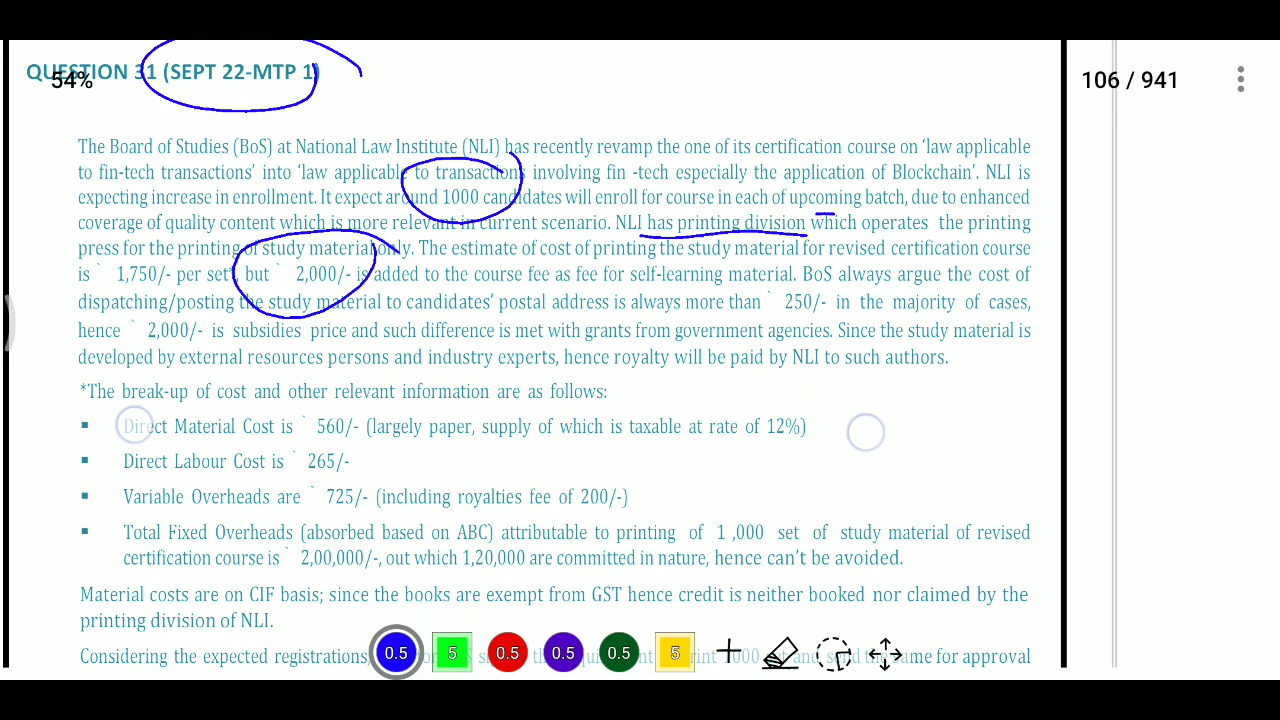 QUESTION 31 (SEPT 22-MTP 1)
54%
106 / 941
The Board of Studies (BoS) at National Law Institute (NLI) has recently revamp the one of its certification course on ‘law applicable
to fin-tech transactions’ into ‘law applicable to transactions involving fin -tech especially the application of Blockchain’. NLI is
expecting increase in enrollment. It expect around 1000 candidates will enroll for course in each of upcoming batch, due to enhanced
coverage of quality content which is more relevant in current scenario. NLI has printing division which operates the printing
press for the printing of study material only. The estimate of cost of printing the study material for revised certification course
is ` 1,750/- per set* but ` 2,000/- is added to the course fee as fee for self-learning material. BoS always argue the cost of
dispatching/posting the study material to candidates’ postal address is always more than ` 250/- in the majority of cases,
hence ` 2,000/- is subsidies price and such difference is met with grants from government agencies. Since the study material is
developed by external resources persons and industry experts, hence royalty will be paid by NLI to such authors.
*The break-up of cost and other relevant information are as follows:
▪ Direct Material Cost is ` 560/- (largely paper, supply of which is taxable at rate of 12%)
▪ Direct Labour Cost is ` 265/-
▪ Variable Overheads are ` 725/- (including royalties fee of 200/-)
▪ Total Fixed Overheads (absorbed based on ABC) attributable to printing of 1 ,000 set of study material of revised
certification course is ` 2,00,000/-, out which 1,20,000 are committed in nature, hence can’t be avoided.
Material costs are on CIF basis; since the books are exempt from GST hence credit is neither booked nor claimed by the
printing division of NLI.
0.5 5 0.5 0.5 0.5 5
Considering the expected registrations, and send the same for approval